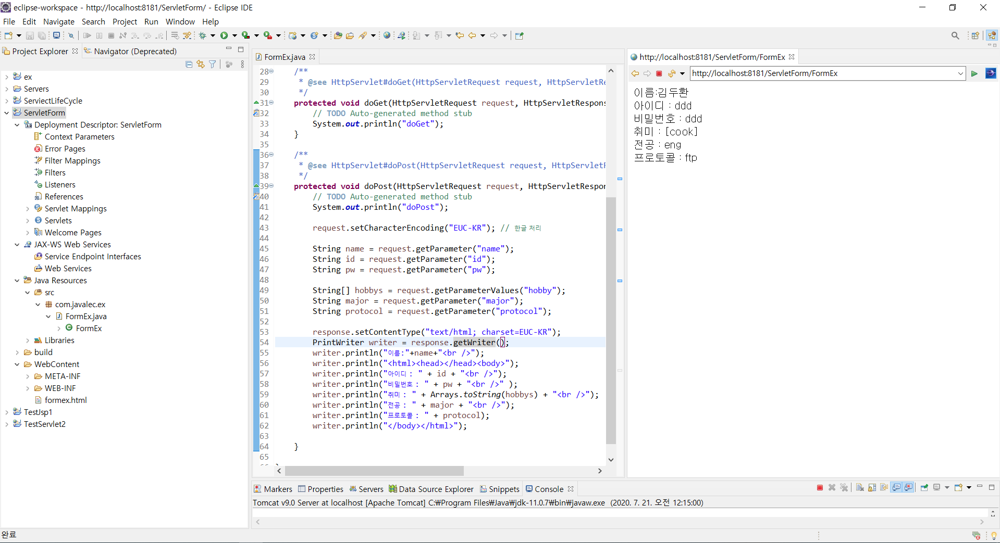 eclipse-workspace - http://localhost:8181/ServletForm/ - Eclipse IDE
File Edit Navigate Search Project Run Window Help
Project Explorer
Navigator (Deprecated)
ex
Servers
ServiectLifeCycle
ServletForm
Deployment Descriptor: ServletForm
Context Parameters
Error Pages
Filter Mappings
Filters
Listeners
References
Servlet Mappings
Servlets
Welcome Pages
JAX-WS Web Services
Service Endpoint Interfaces
Web Services
Java Resources
src
com.javalec.ex
FormEx.java
FormEx
Libraries
build
WebContent
META-INF
WEB-INF
formex.html
TestJsp1
TestServlet2
FormEx.java
28 /**
29 * @see HttpServlet#doGet(HttpServletRequest request, HttpServletRe
30 */
31 protected void doGet(HttpServletRequest request, HttpServletRespons
32 // TODO Auto-generated method stub
33 System.out.println("doGet");
34 }
35
36 /**
37 * @see HttpServlet#doPost(HttpServletRequest request, HttpServletF
38 */
39 protected void doPost(HttpServletRequest request, HttpServletRespor
40 // TODO Auto-generated method stub
41 System.out.println("doPost");
42
43 request.setCharacterEncoding("EUC-KR"); // 한글 처리
44
45 String name = request.getParameter("name");
46 String id = request.getParameter("id");
47 String pw = request.getParameter("pw");
48
49 String[] hobbys = request.getParameterValues("hobby");
50 String major = request.getParameter("major");
51 String protocol = request.getParameter("protocol");
52
53 response.setContentType("text/html; charset=EUC-KR");
54 PrintWriter writer = response.getWriter();
55 writer.println("이름:"+name+"<br />");
56 writer.println("<html><head></head><body>");
57 writer.println("아이디 : " + id + "<br />");
58 writer.println("비밀번호 : " + pw + "<br />" );
59 writer.println("취미 : " + Arrays.toString(hobbys) + "<br />");
60 writer.println("전공 : " + major + "<br />");
61 writer.println("프로토콜 : " + protocol);
62 writer.println("</body></html>");
63
64 }
65
http://localhost:8181/ServletForm/FormEx
http://localhost:8181/ServletForm/FormEx
이름:김두환
아이디 : ddd
비밀번호 : ddd
취미 : [cook]
전공 : eng
프로토콜 : ftp
Markers Properties Servers Data Source Explorer Snippets Console
Tomcat v9.0 Server at localhost [Apache Tomcat] C:₩Program Files₩Java₩jdk-11.0.7₩bin₩javaw.exe (2020. 7. 21. 오전 12:15:00)
완료